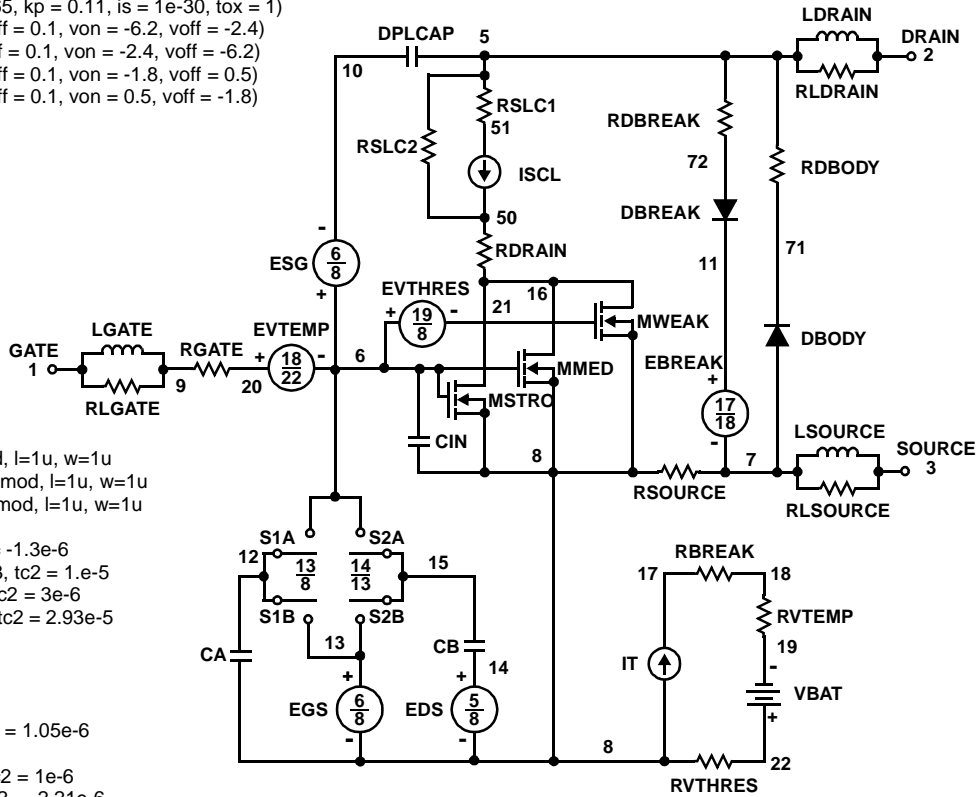 65, kp = 0.11, is = 1e-30, tox = 1)
ff = 0.1, von = -6.2, voff = -2.4)
ff = 0.1, von = -2.4, voff = -6.2)
ff = 0.1, von = -1.8, voff = 0.5)
ff = 0.1, von = 0.5, voff = -1.8)
DPLCAP
5
10
LDRAIN
DRAIN
2
RLDRAIN
RSLC1
51
RSLC2
ISCL
50
RDBREAK
72
RDBODY
DBREAK
71
11
RDRAIN
-
ESG
6
8
+
EVTHRES
+
19
8
-
21
16
MWEAK
LGATE
GATE
1
RLGATE
9
RGATE
20
EVTEMP
+
18
22
-
6
MMED
MSTRO
DBODY
EBREAK
+
17
18
-
CIN
8
RSOURCE
7
LSOURCE
SOURCE
3
RLSOURCE
d, l=1u, w=1u
mod, l=1u, w=1u
mod, l=1u, w=1u
= -1.3e-6
3, tc2 = 1.e-5
c2 = 3e-6
tc2 = 2.93e-5
= 1.05e-6
c2 = 1e-6
S1A
S2A
12
13
8
14
13
15
S1B
S2B
13
CA
CB
14
+
EGS
6
8
-
+
EDS
5
8
-
RBREAK
17
18
RVTEMP
19
IT
-
VBAT
+
8
22
RVTHRES